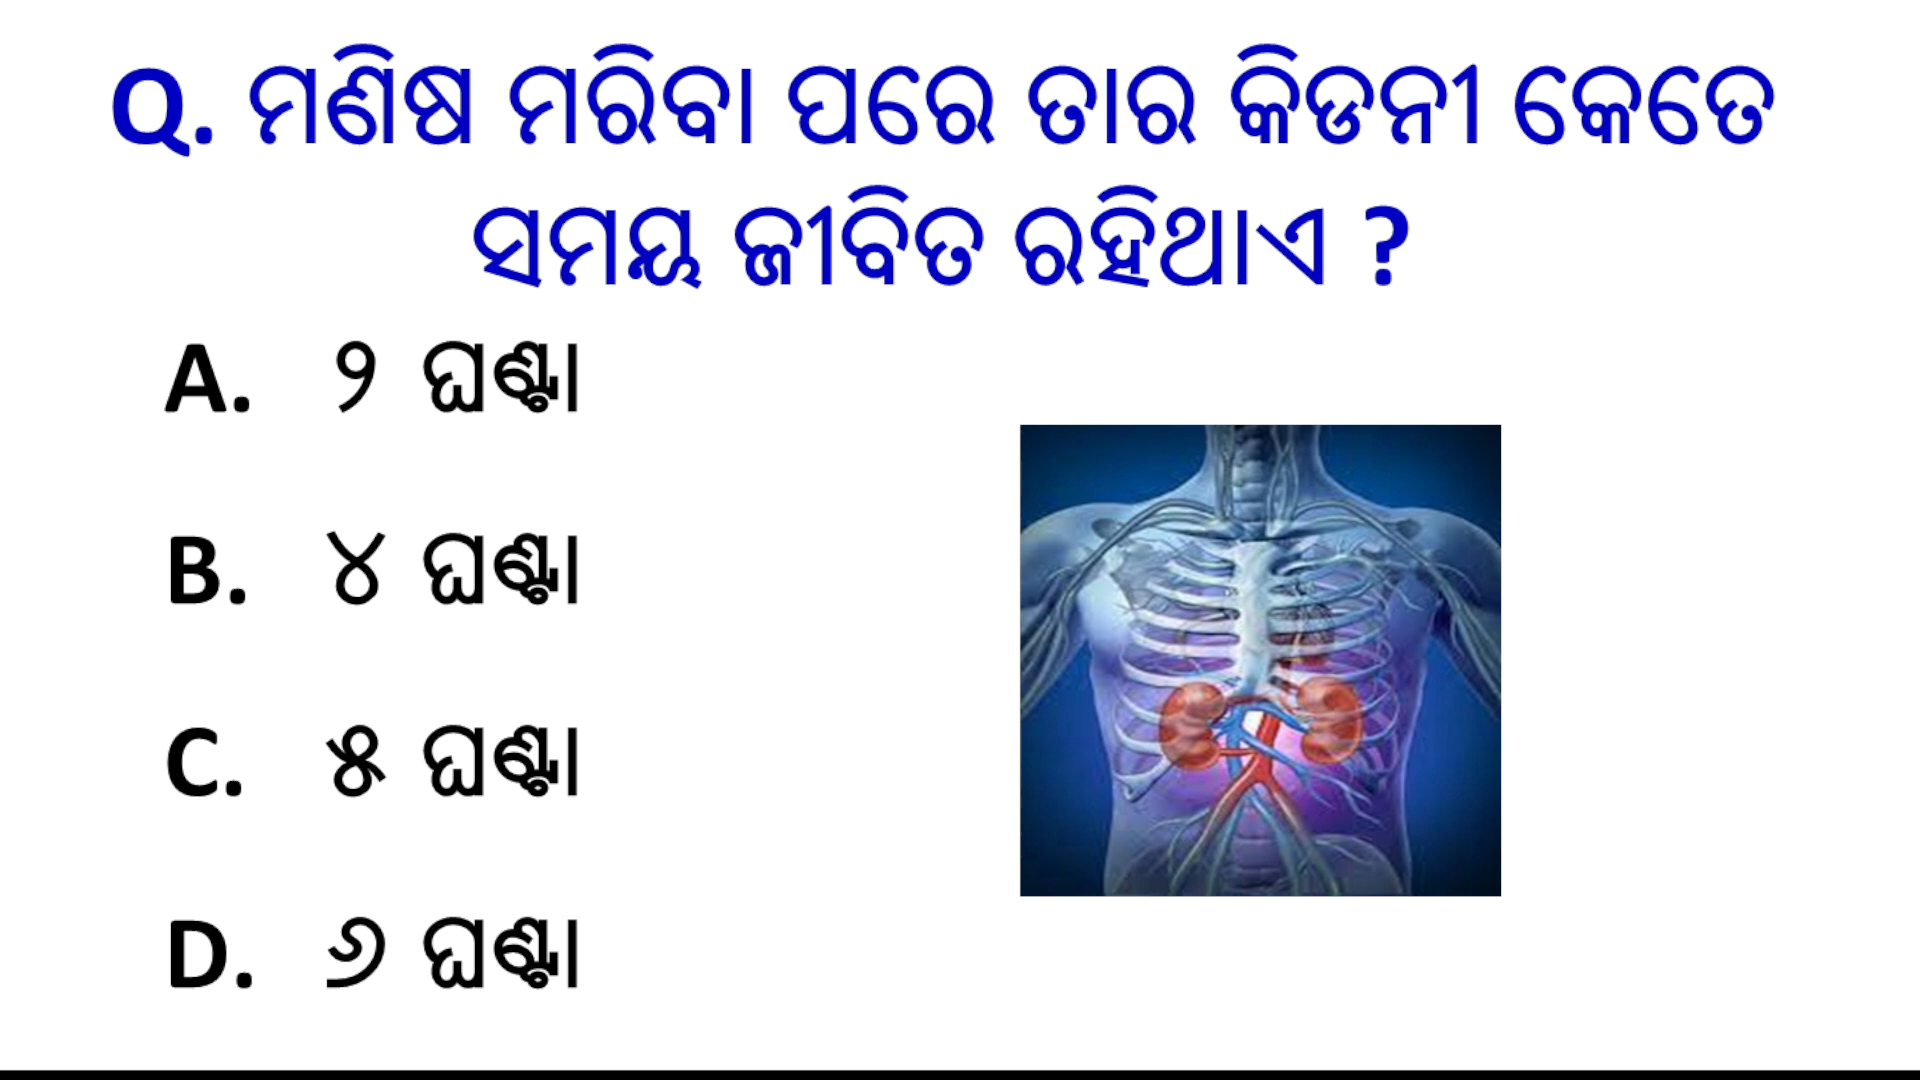 Q. ମଣିଷ ମରିବା ପରେ ତାର କିଡନୀ କେତେ
ସମୟ ଜୀବିତ ରହିଥାଏ ?
A. ୨ ଘଣ୍ଟା
B. ୪ ଘଣ୍ଟା
C. ୫ ଘଣ୍ଟା
D. ୬ ଘଣ୍ଟା